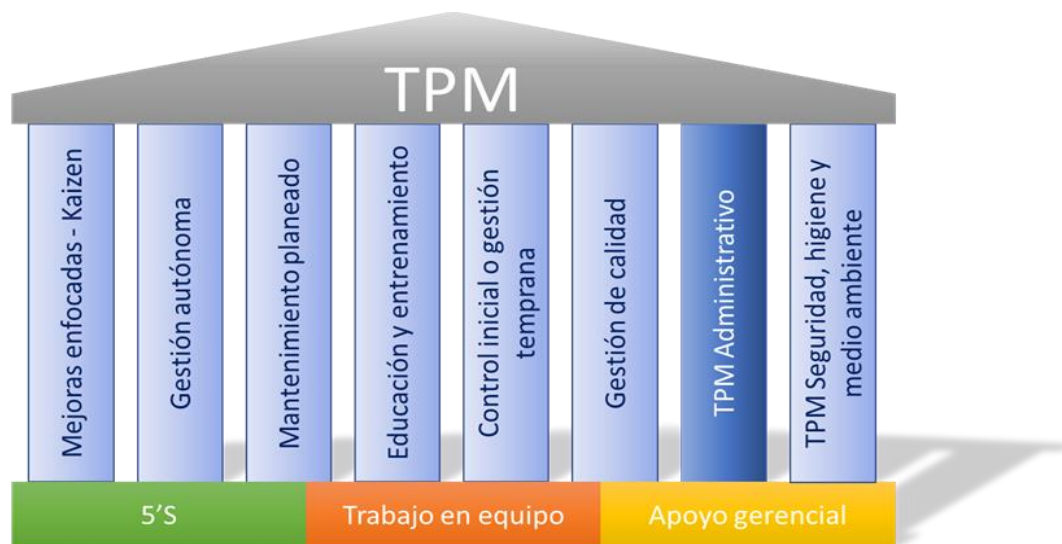 TPM
Mejoras enfocadas - Kaizen
Gestión autónoma
Mantenimiento planeado
Educación y entrenamiento
Control inicial o gestión
temprana
Gestión de calidad
TPM Administrativo
TPM Seguridad, higiene y
medio ambiente
5'S
Trabajo en equipo
Apoyo gerencial